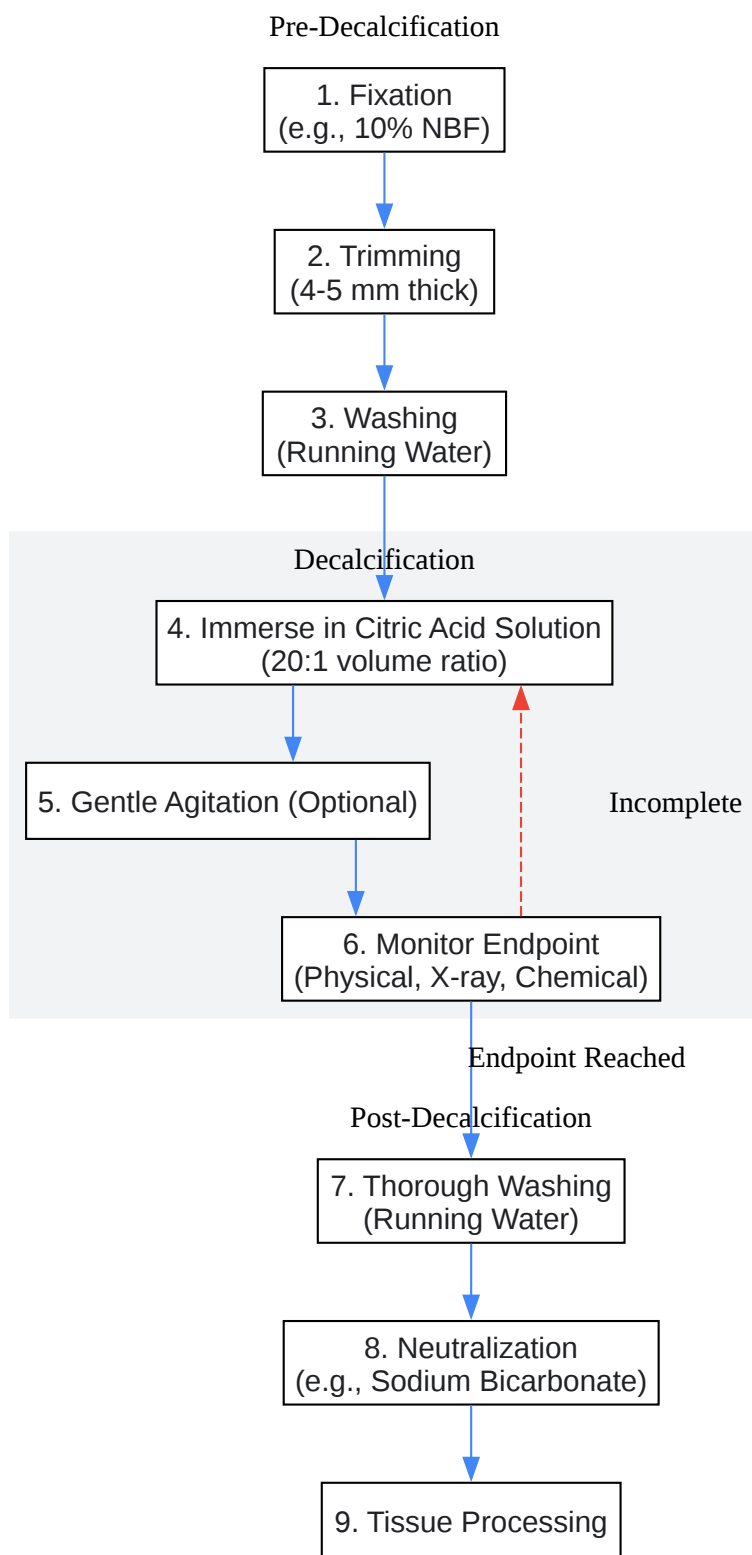 Pre-Decalcification
1. Fixation
(e.g., 10% NBF)
2. Trimming
(4-5 mm thick)
3. Washing
(Running Water)
Decalcification
4. Immerse in Citric Acid Solution
(20:1 volume ratio)
5. Gentle Agitation (Optional)
Incomplete
6. Monitor Endpoint
(Physical, X-ray, Chemical)
Endpoint Reached
Post-Decalcification
7. Thorough Washing
(Running Water)
8. Neutralization
(e.g., Sodium Bicarbonate)
9. Tissue Processing